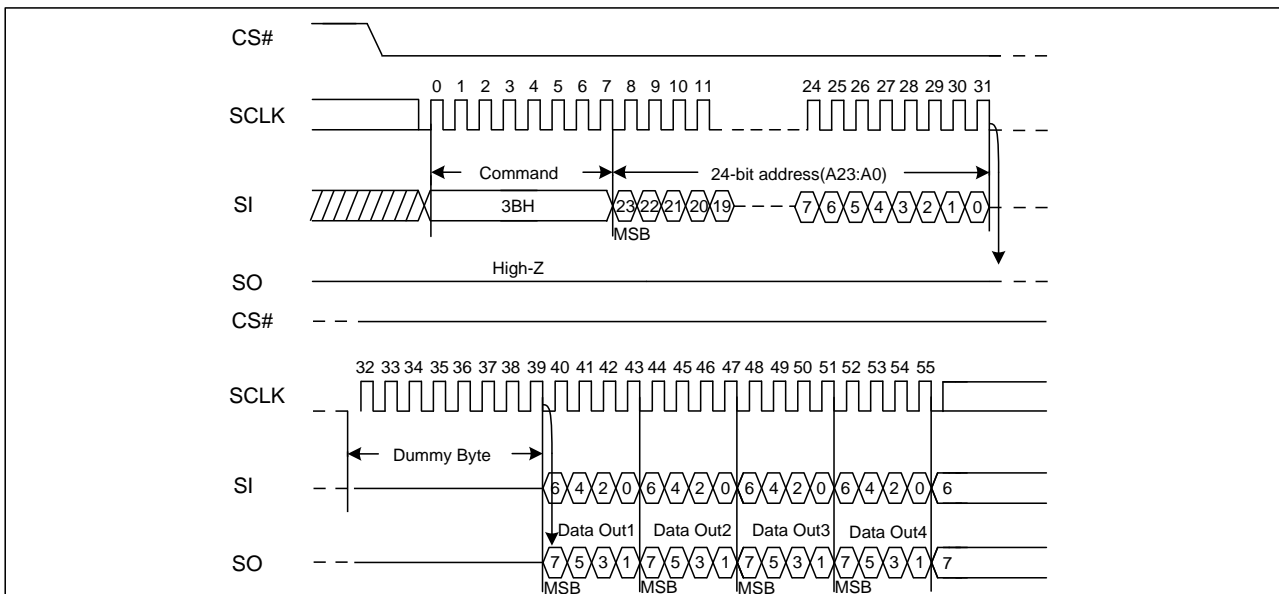 CS#
0 1 2 3 4 5 6 7 8 9 10 11 24 25 26 27 28 29 30 31
SCLK
Command 24-bit address(A23:A0)
SI 3BH 23 22 21 20 19 7 6 5 4 3 2 1 0
MSB
High-Z
SO
CS#
32 33 34 35 36 37 38 39 40 41 42 43 44 45 46 47 48 49 50 51 52 53 54 55
SCLK
Dummy Byte
SI 6 4 2 0 6 4 2 0 6 4 2 0 6 4 2 0 6
Data Out1 Data Out2 Data Out3 Data Out4
SO 7 5 3 1 7 5 3 1 7 5 3 1 7 5 3 1 7
MSB MSB MSB MSB